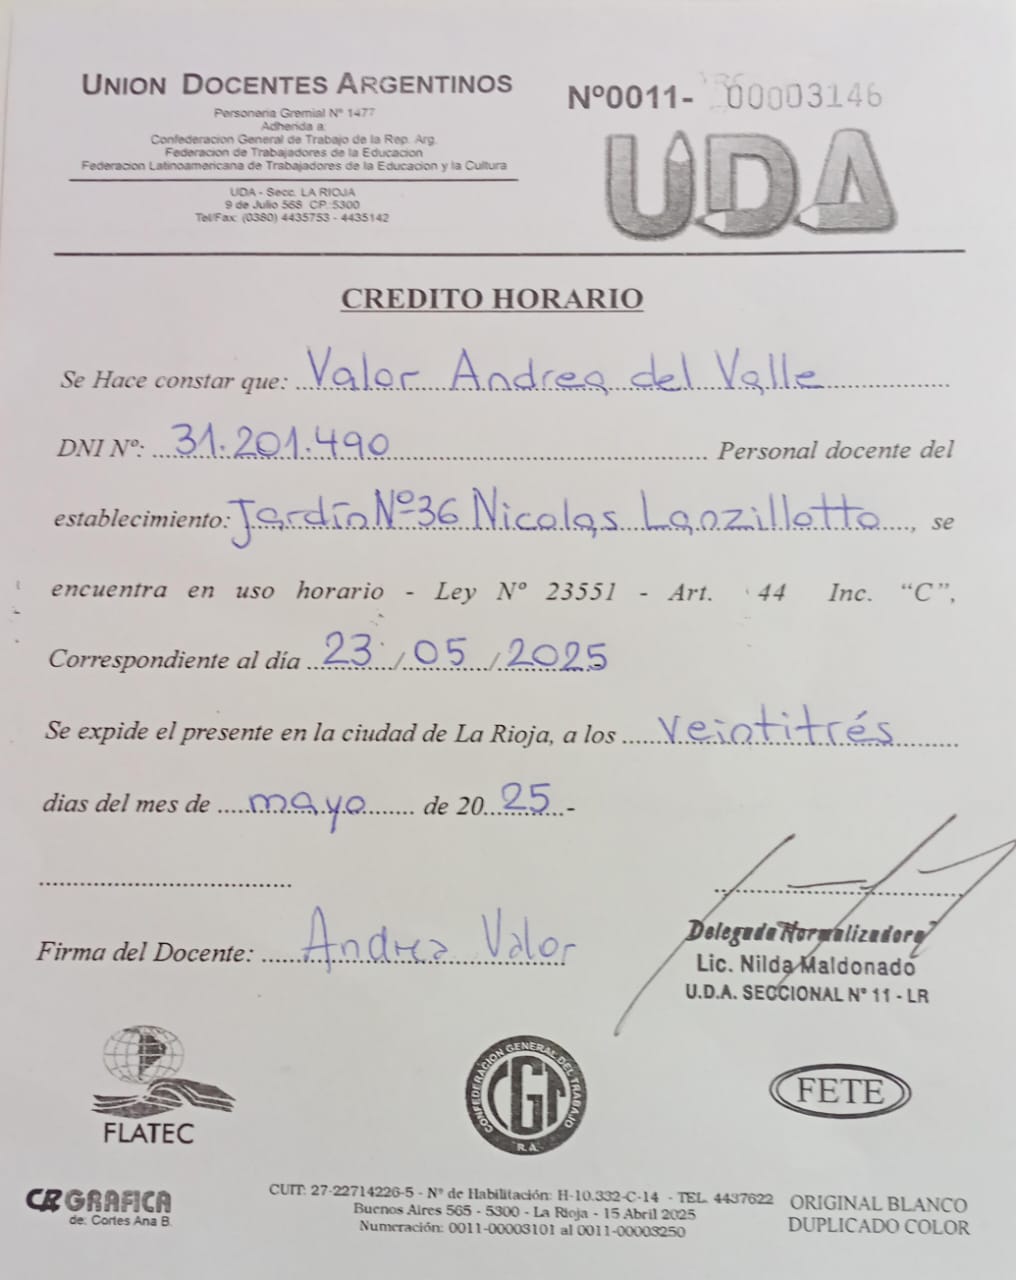 UNION DOCENTES ARGENTINOS
Personeria Gremial Nº 1477
Adherida a:
Confederacion General de Trabajo de la Rep. Arg.
Federacion de Trabajadores de la Educacion
Federacion Latinoamericana de Trabajadores de la Educacion y la Cultura
UDA - Secc. LA RIOJA
9 de Julio 568 CP: 5300
Tel/Fax: (0380) 4435753 - 4435142
Nº0011- 00003146
UDA
CREDITO HORARIO
Se Hace constar que: Valor Andrea del Valle
DNI Nº: 31.201.490 Personal docente del
establecimiento: Jardín Nº36 Nicolas Lanzillotto, se
encuentra en uso horario - Ley Nº 23551 - Art. 44 Inc. “C”,
Correspondiente al día 23/05/2025
Se expide el presente en la ciudad de La Rioja, a los veintitrés
dias del mes de mayo de 2025-
Firma del Docente: Andrea Valor
Delegada Normalizadora
Lic. Nilda Maldonado
U.D.A. SECCIONAL Nº 11 - LR
FLATEC
CONFEDERACION GENERAL DEL TRABAJO
CGT
R.A.
FETE
CR GRAFICA
de: Cortes Ana B.
CUIT: 27-22714226-5 - Nº de Habilitación: H-10.332-C-14 - TEL. 4437622
Buenos Aires 565 - 5300 - La Rioja - 15 Abril 2025
Numeración: 0011-00003101 al 0011-00003250
ORIGINAL BLANCO
DUPLICADO COLOR